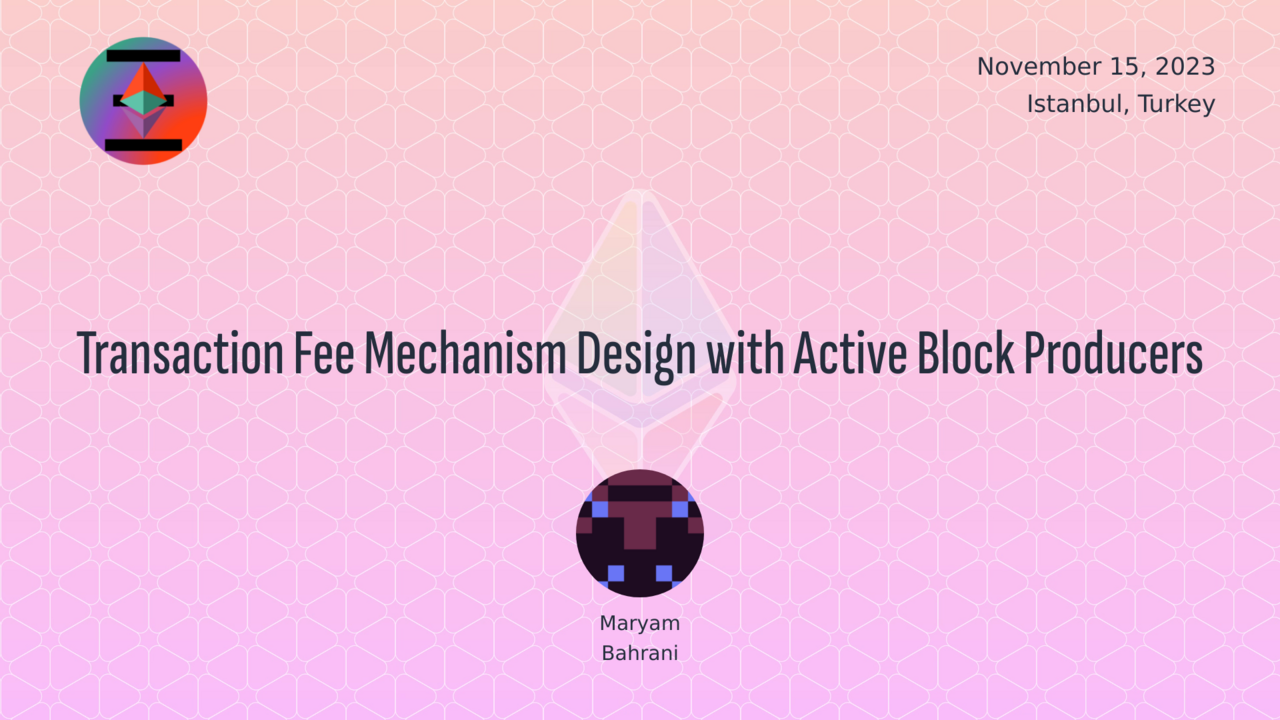 November 15, 2023
Istanbul, Turkey
Transaction Fee Mechanism Design with Active Block Producers
Maryam
Bahrani